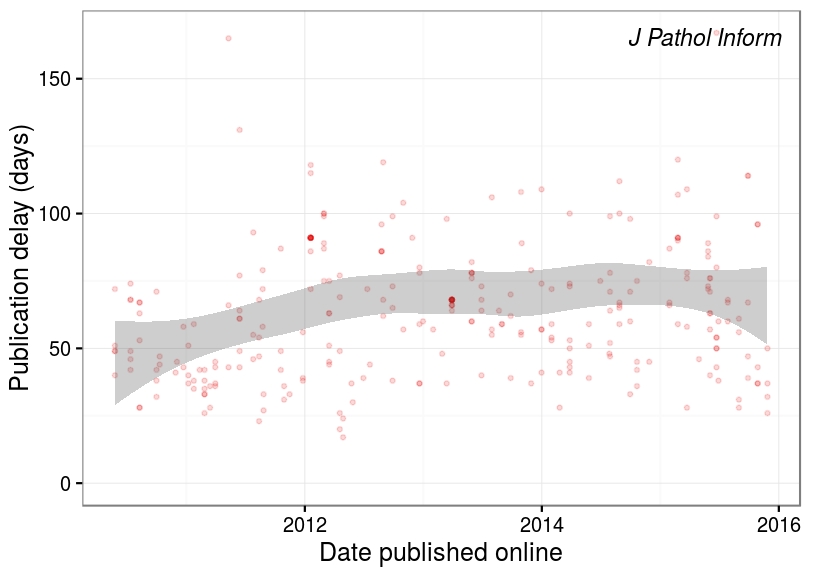 J Pathol Inform
150
100
50
0
Publication delay (days)
2012 2014 2016
Date published online